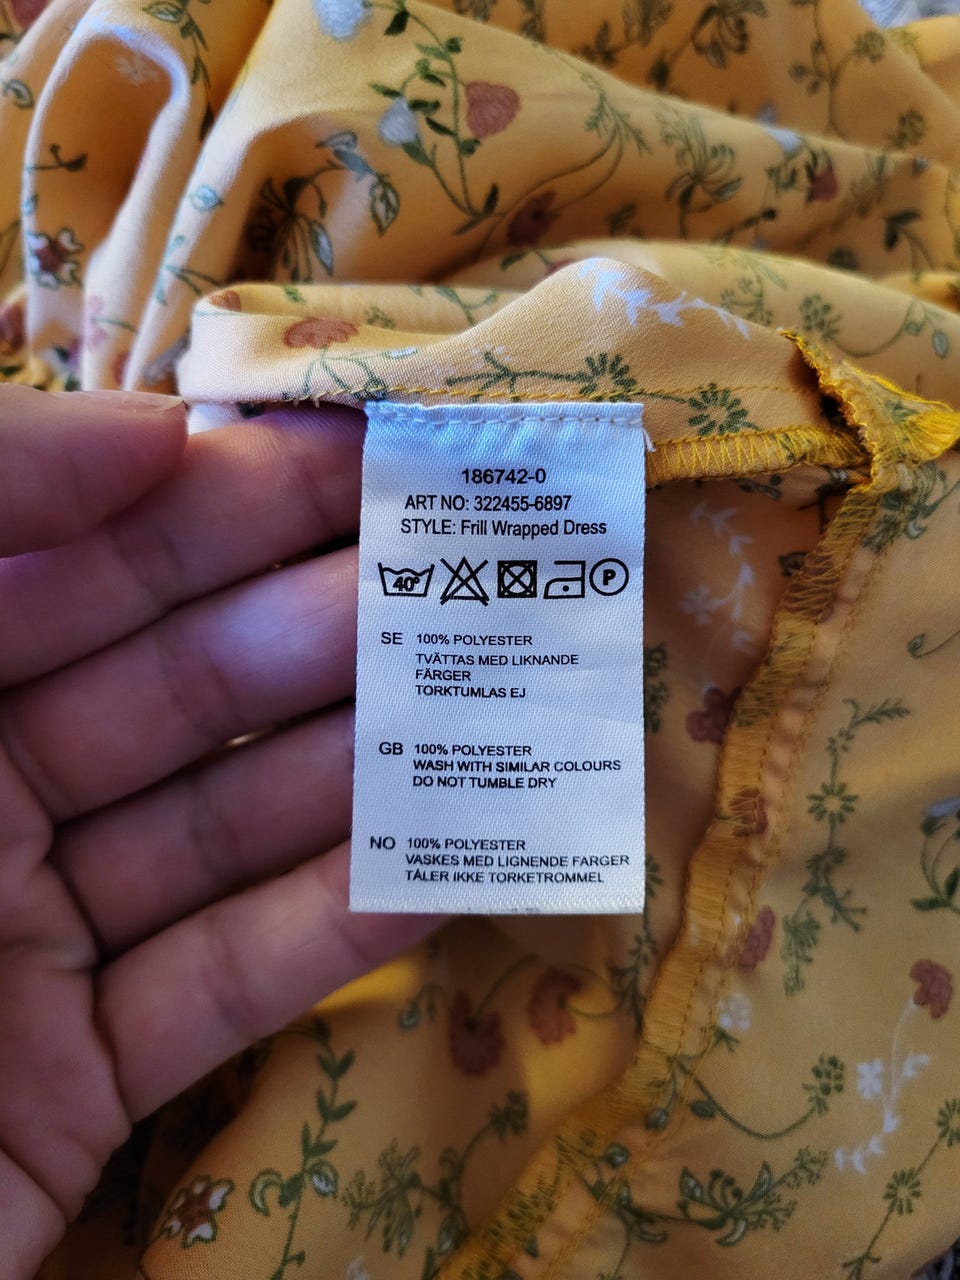 186742-0
ART NO: 322455-6897
STYLE: Frill Wrapped Dress
40° P
SE 100% POLYESTER
TVÄTTAS MED LIKNANDE
FÄRGER
TORKTUMLAS EJ
GB 100% POLYESTER
WASH WITH SIMILAR COLOURS
DO NOT TUMBLE DRY
NO 100% POLYESTER
VASKES MED LIGNENDE FARGER
TÅLER IKKE TORKETROMMEL